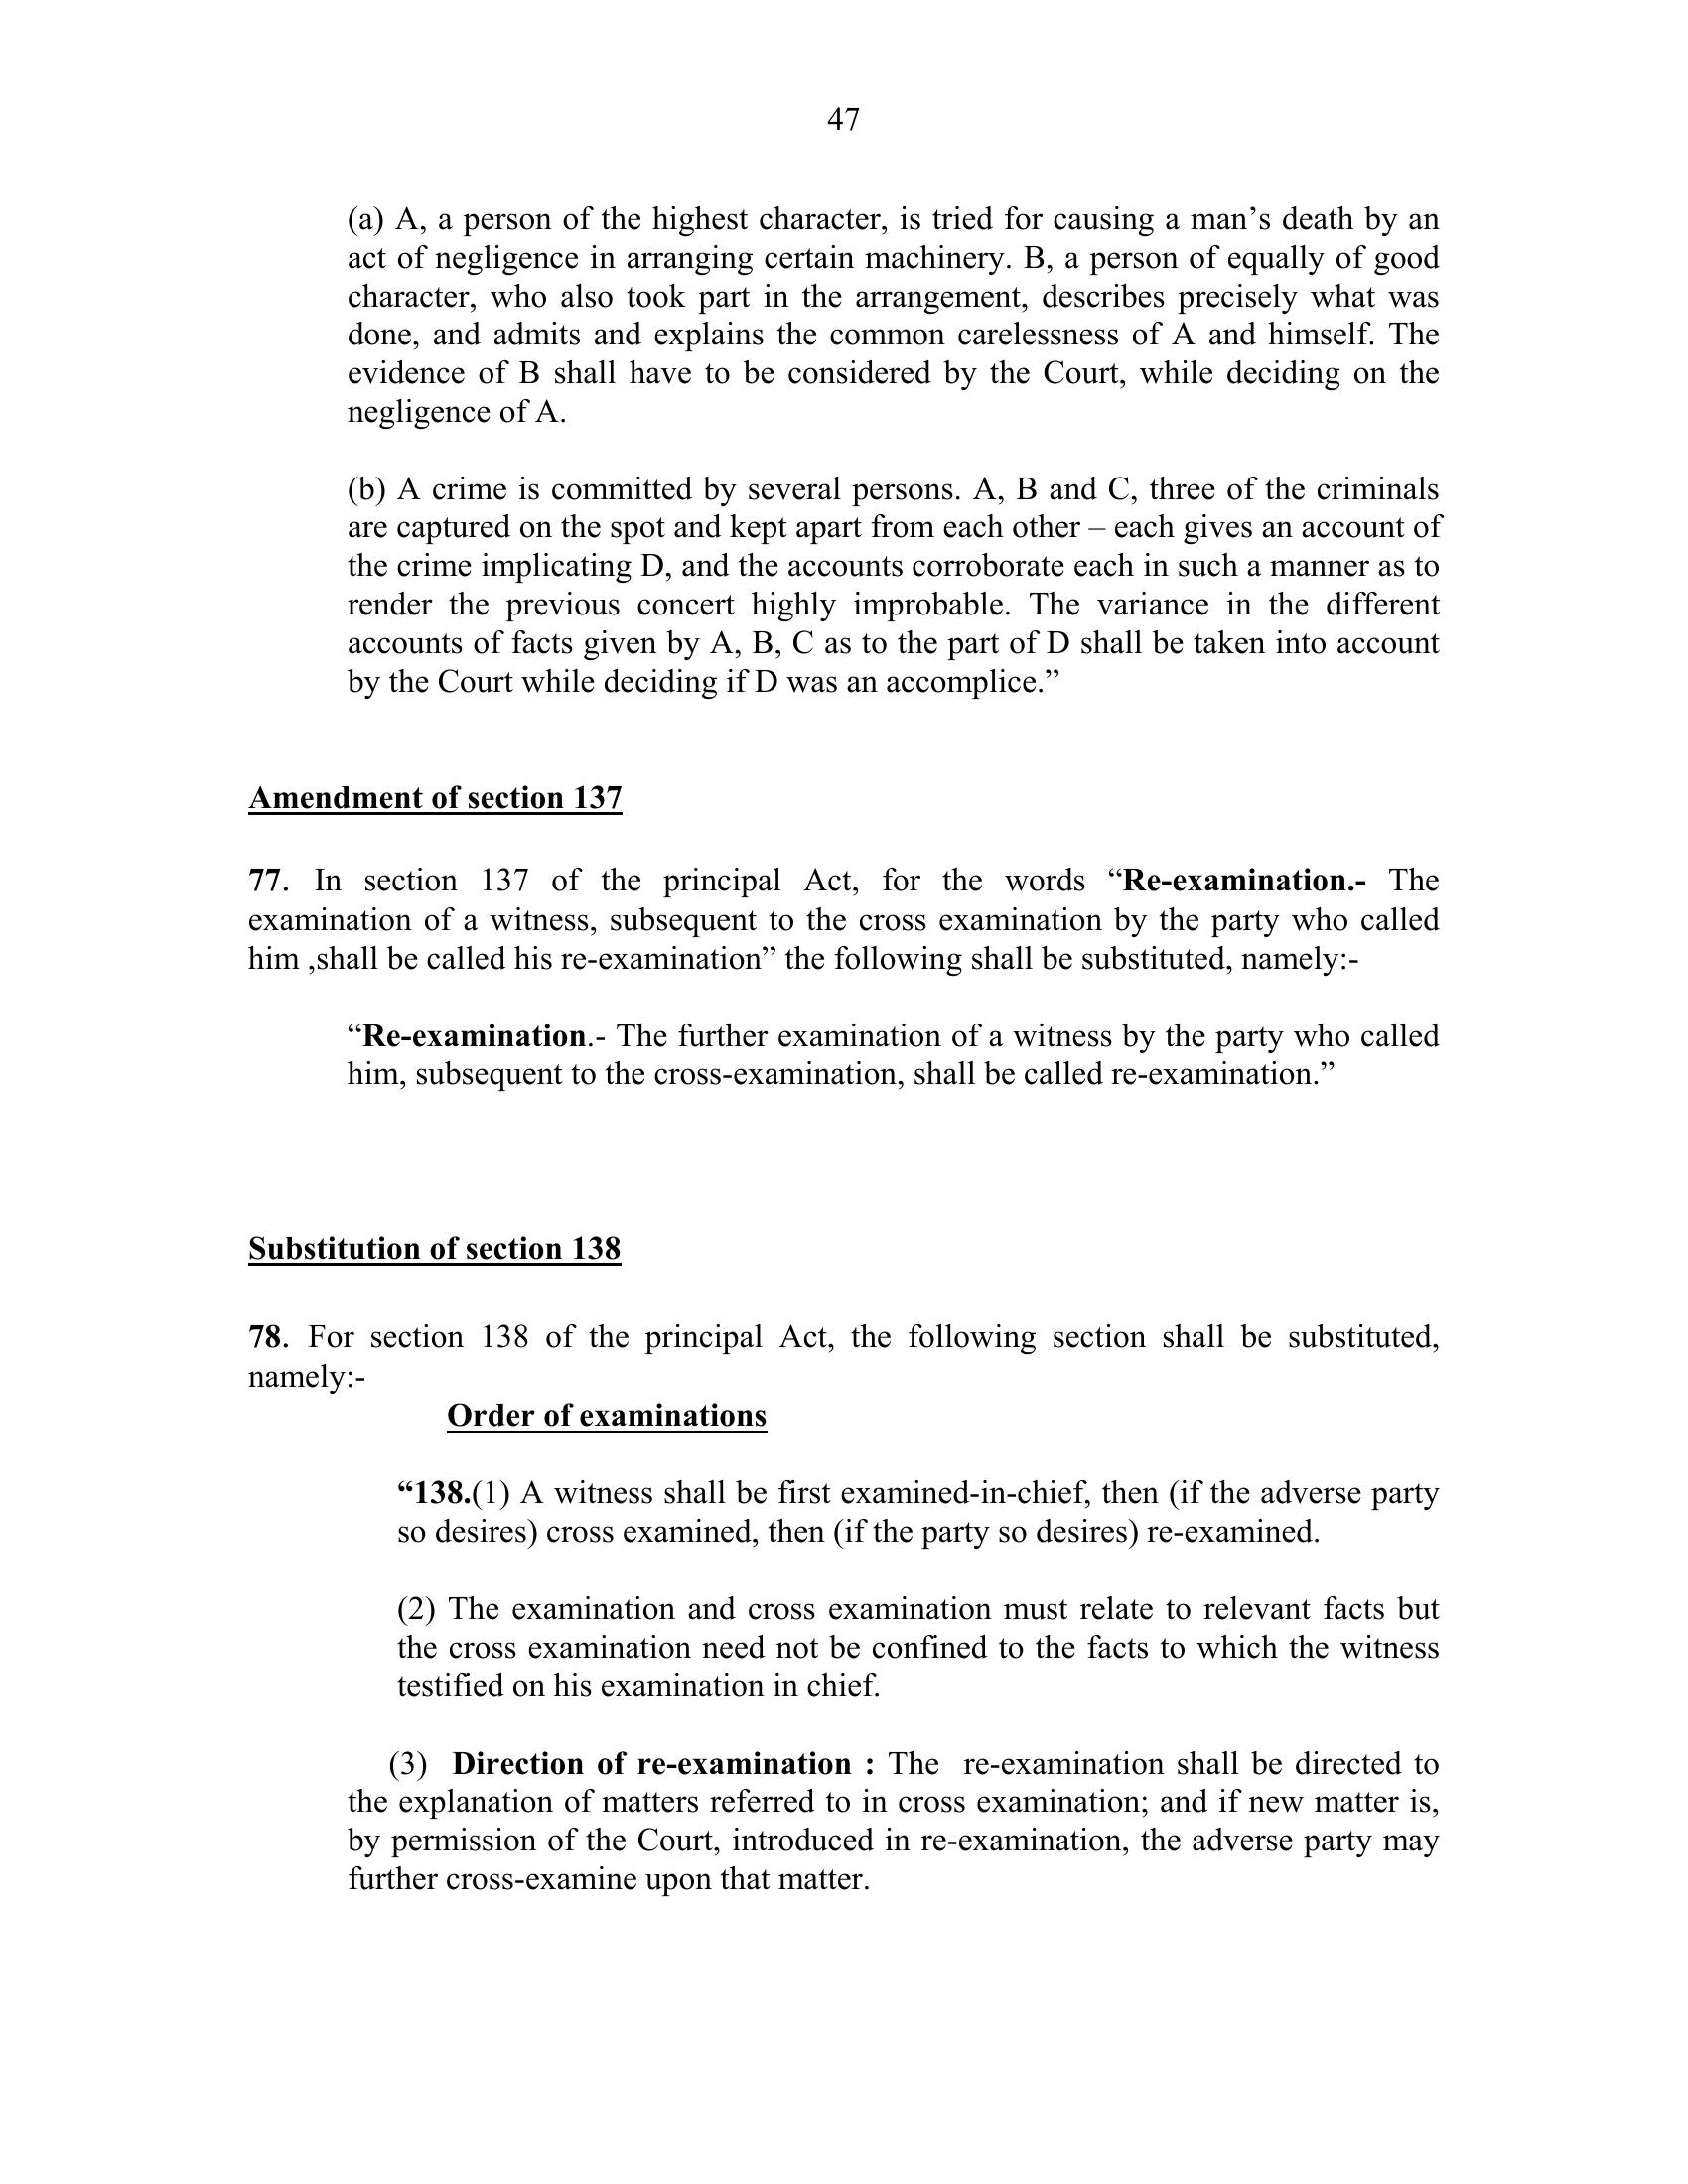 47
(a) A, a person of the highest character, is tried for causing a man’s death by an
act of negligence in arranging certain machinery. B, a person of equally of good
character, who also took part in the arrangement, describes precisely what was
done, and admits and explains the common carelessness of A and himself. The
evidence of B shall have to be considered by the Court, while deciding on the
negligence of A.
(b) A crime is committed by several persons. A, B and C, three of the criminals
are captured on the spot and kept apart from each other – each gives an account of
the crime implicating D, and the accounts corroborate each in such a manner as to
render the previous concert highly improbable. The variance in the different
accounts of facts given by A, B, C as to the part of D shall be taken into account
by the Court while deciding if D was an accomplice.”
Amendment of section 137
77. In section 137 of the principal Act, for the words “Re-examination.- The
examination of a witness, subsequent to the cross examination by the party who called
him ,shall be called his re-examination” the following shall be substituted, namely:-
“Re-examination.- The further examination of a witness by the party who called
him, subsequent to the cross-examination, shall be called re-examination.”
Substitution of section 138
78. For section 138 of the principal Act, the following section shall be substituted,
namely:-
Order of examinations
“138.(1) A witness shall be first examined-in-chief, then (if the adverse party
so desires) cross examined, then (if the party so desires) re-examined.
(2) The examination and cross examination must relate to relevant facts but
the cross examination need not be confined to the facts to which the witness
testified on his examination in chief.
(3) Direction of re-examination : The re-examination shall be directed to
the explanation of matters referred to in cross examination; and if new matter is,
by permission of the Court, introduced in re-examination, the adverse party may
further cross-examine upon that matter.